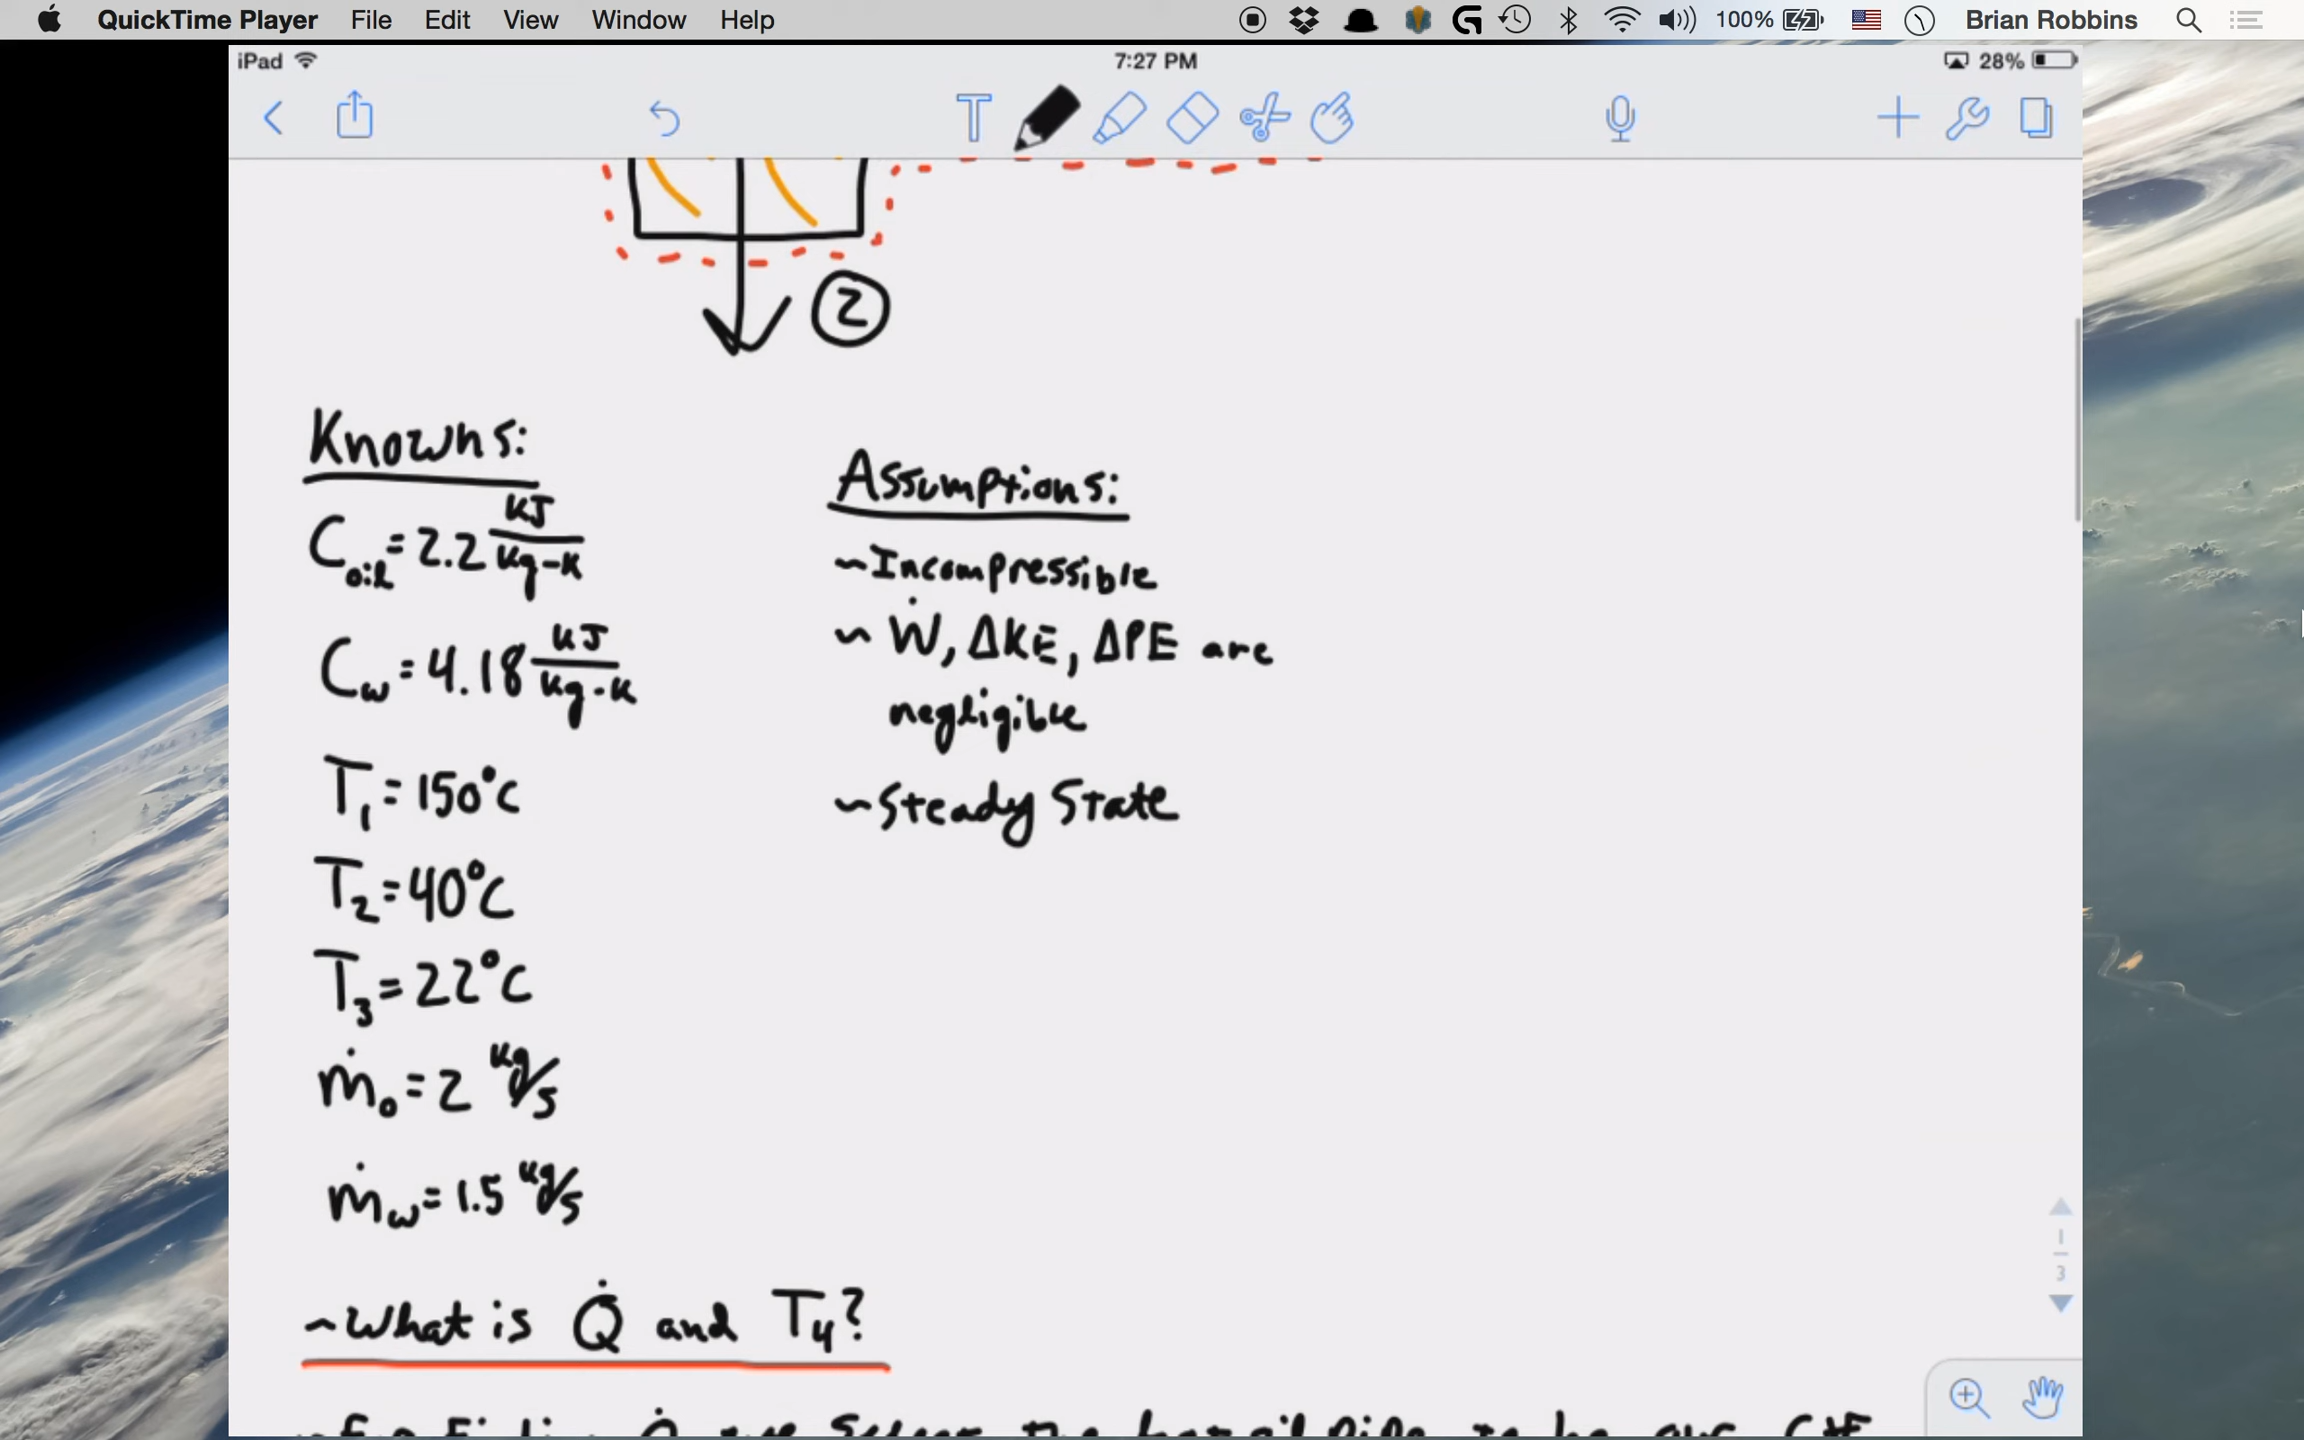 QuickTime Player File Edit View Window Help 100% Brian Robbins
iPad 7:27 PM 28%
T
2
Knowns:
C_oil = 2.2 kJ/kg-K
C_w = 4.18 kJ/kg-K
T_1 = 150°C
T_2 = 40°C
T_3 = 22°C
ṁ_o = 2 kg/s
ṁ_w = 1.5 kg/s
Assumptions:
~Incompressible
~ Ẇ, ΔKE, ΔPE are
negligible
~Steady State
~What is Q̇ and T_4?
1
3